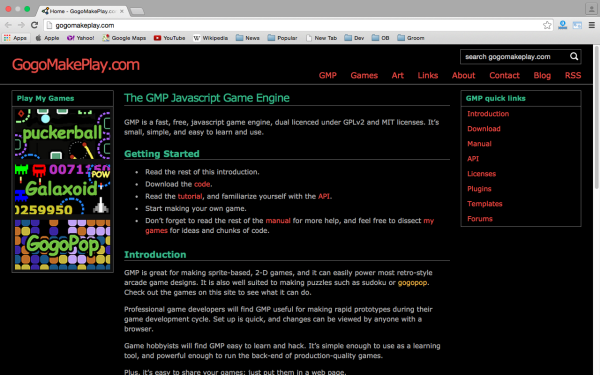 GogoMakePlay.com
gogomakeplay.com
Apps Apple Yahoo! Google Maps YouTube Wikipedia News Popular New Tab Dev OB Groom
search gogomakeplay.com
GogoMakePlay.com
GMP Games Art Links About Contact Blog RSS
Play My Games
puckerball
0071150
POW
Galaxoid
0259950
GogoPop
The GMP Javascript Game Engine
GMP is a fast, free, javascript game engine, dual licenced under GPLv2 and MIT licenses. It's
small, simple, and easy to learn and use.
Getting Started
Read the rest of this introduction.
Download the code.
Read the tutorial, and familiarize yourself with the API.
Start making your own game.
Don't forget to read the rest of the manual for more help, and feel free to dissect my
games for ideas and chunks of code.
Introduction
GMP is great for making sprite-based, 2-D games, and it can easily power most retro-style
arcade game designs. It is also well suited to making puzzles such as sudoku or gogopop.
Check out the games on this site to see what it can do.
Professional game developers will find GMP useful for making rapid prototypes during their
game development cycle. Set up is quick, and changes can be viewed by anyone with a
browser.
Game hobbyists will find GMP easy to learn and hack. It's simple enough to use as a learning
tool, and powerful enough to run the back-end of production-quality games.
Plus, it's easy to share your games: just put them in a web page.
GMP quick links
Introduction
Download
Manual
API
Licenses
Plugins
Templates
Forums